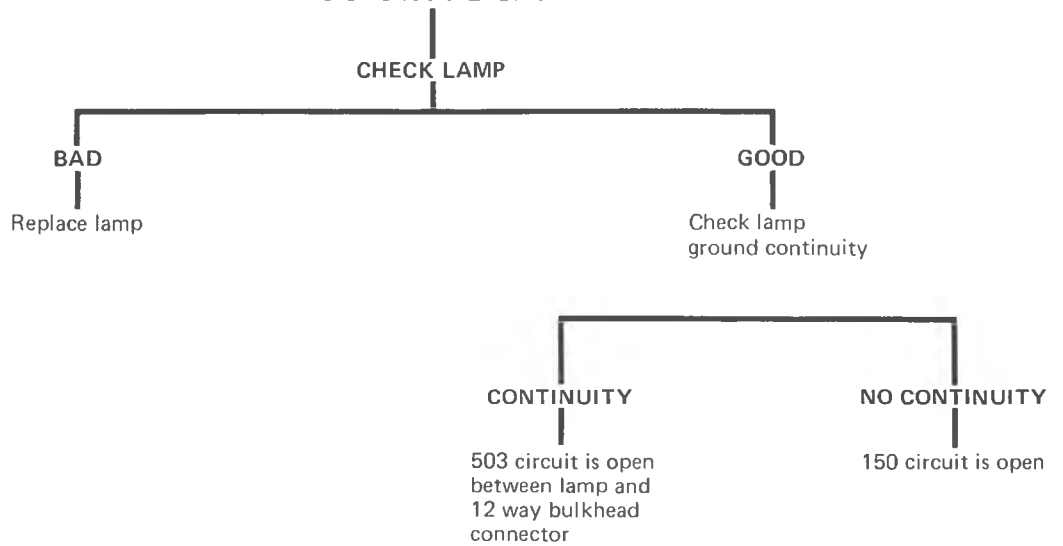 CHECK LAMP
BAD
GOOD
Replace lamp
Check lamp
ground continuity
CONTINUITY
NO CONTINUITY
503 circuit is open
between lamp and
12 way bulkhead
connector
150 circuit is open